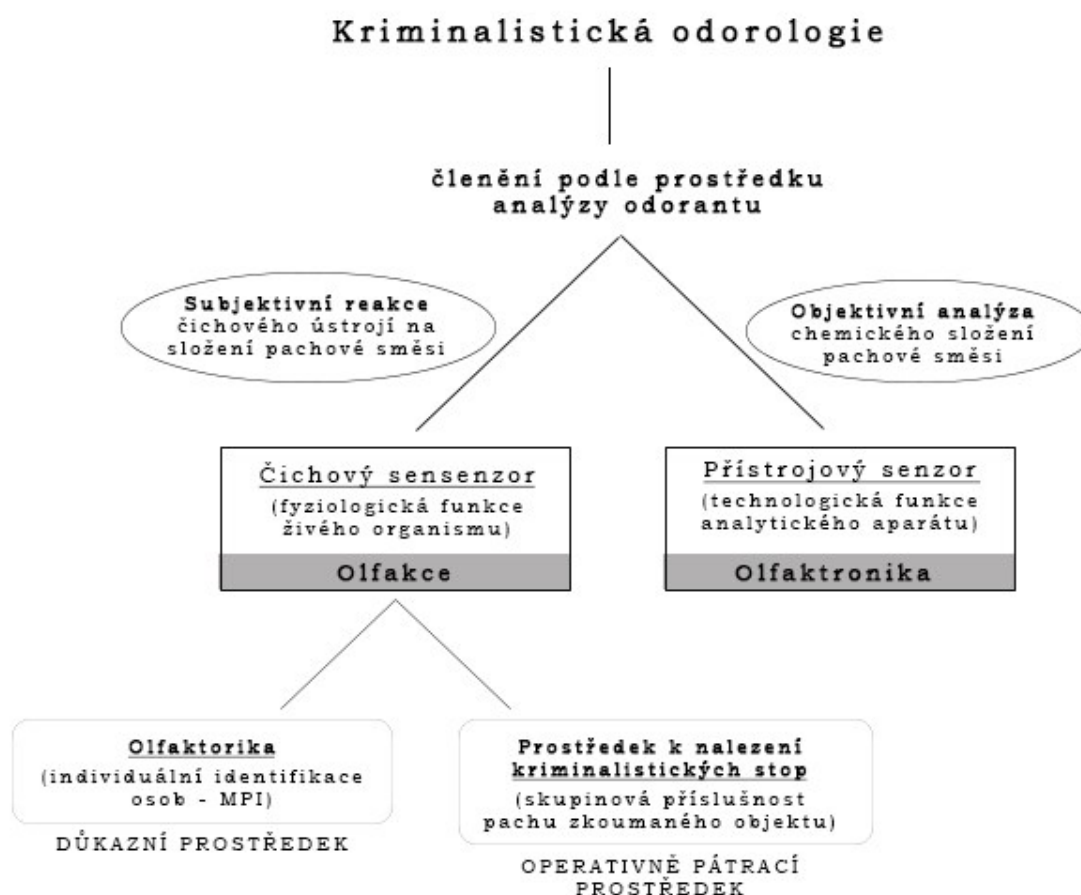 Kriminalistická odorologie
členění podle prostředku
analýzy odorantu
Subjektivní reakce
čichového ústrojí na
složení pachové směsi
Objektivní analýza
chemického složení
pachové směsi
Čichový sensenzor
(fyziologická funkce
živého organismu)
Olfakce
Přístrojový senzor
(technologická funkce
analytického aparátu)
Olfaktronika
Olfaktorika
(individuální identifikace
osob - MPI)
DŮKAZNÍ PROSTŘEDEK
Prostředek k nalezení
kriminalistických stop
(skupinová příslušnost
pachu zkoumaného objektu)
OPERATIVNĚ PÁTRACÍ
PROSTŘEDEK